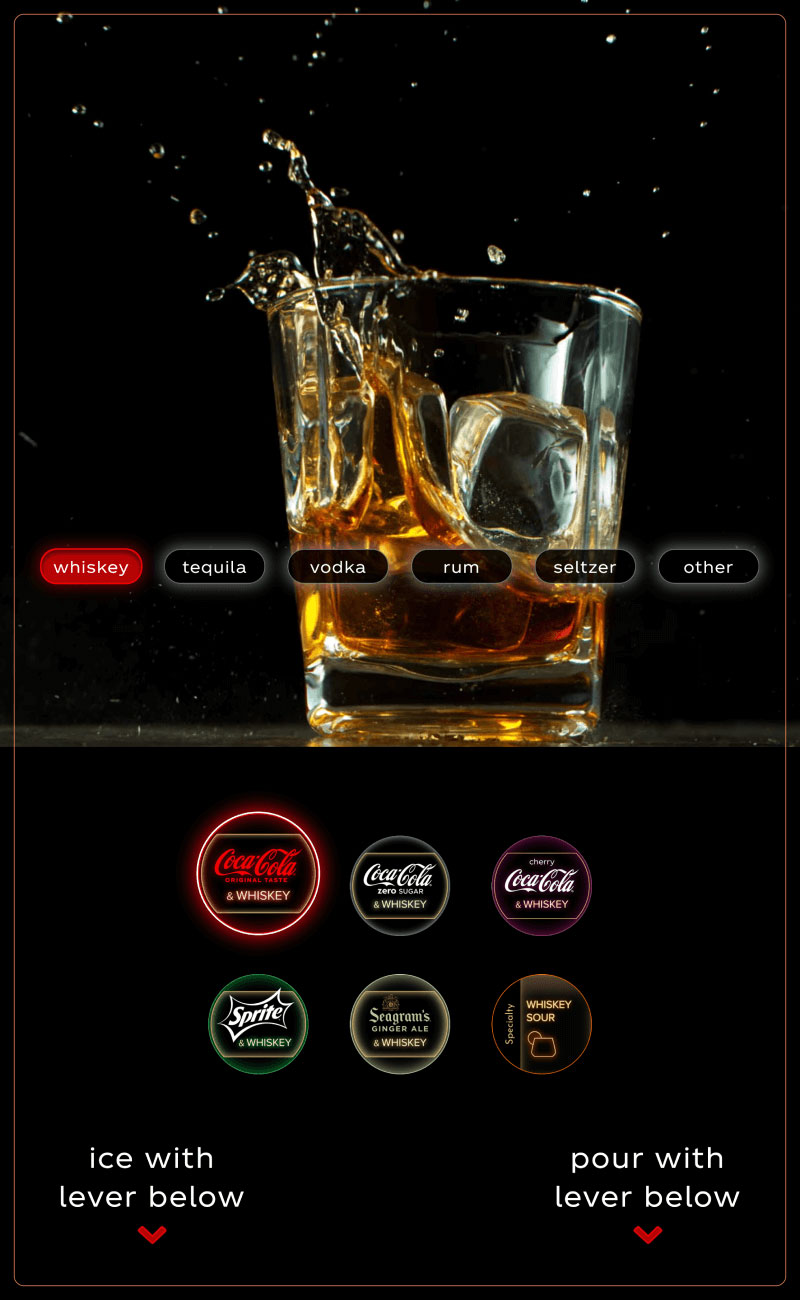 whiskey
tequila
vodka
rum
seltzer
other
Coca-Cola
ORIGINAL TASTE
& WHISKEY
Coca-Cola
zero SUGAR
& WHISKEY
cherry
Coca-Cola
& WHISKEY
Sprite
& WHISKEY
Seagram's
GINGER ALE
& WHISKEY
Specialty
WHISKEY
SOUR
ice with
lever below
pour with
lever below